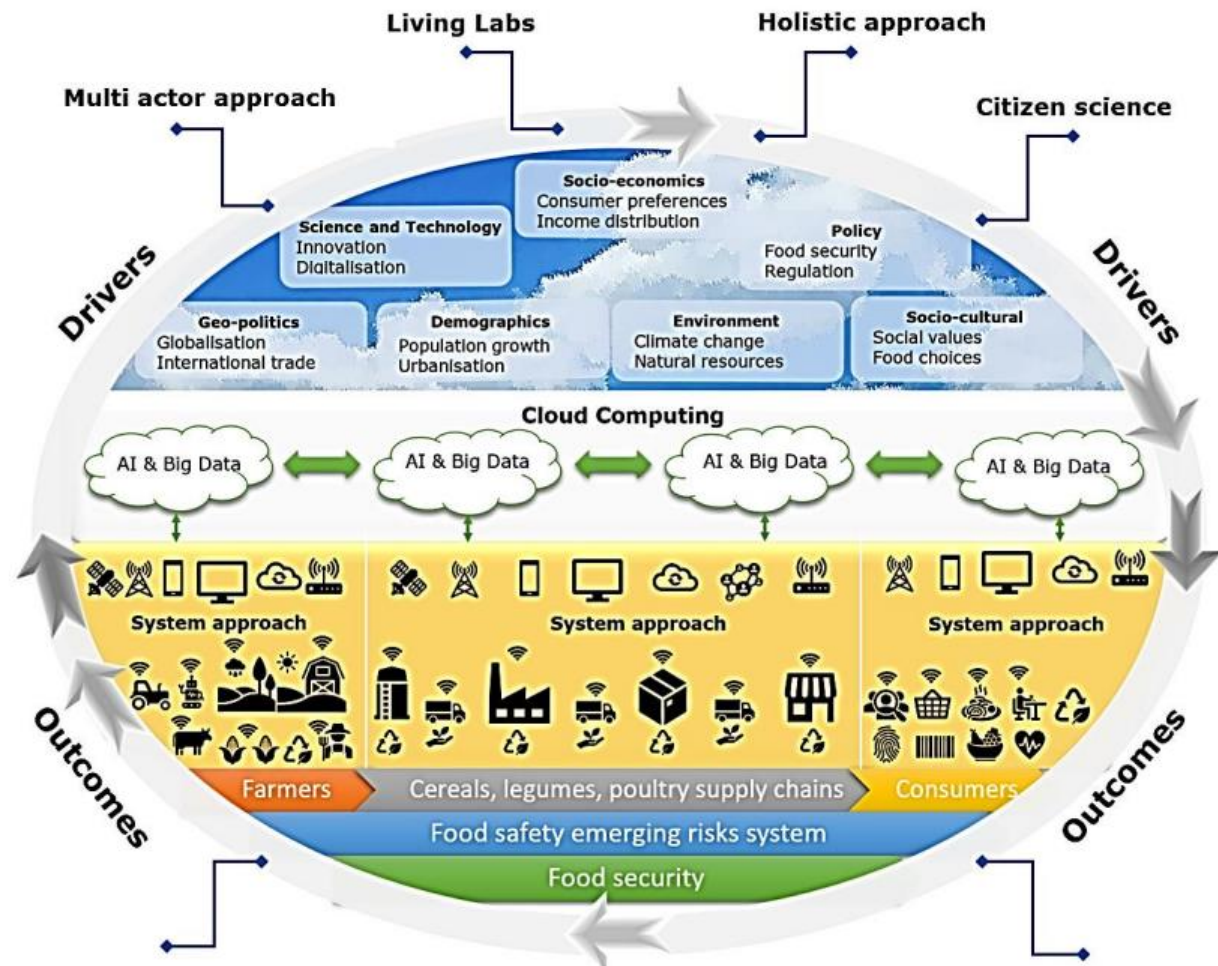 Living Labs
Holistic approach
Multi actor approach
Citizen science
Drivers
Drivers
Socio-economics
Consumer preferences
Income distribution
Science and Technology
Innovation
Digitalisation
Policy
Food security
Regulation
Geo-politics
Globalisation
International trade
Demographics
Population growth
Urbanisation
Environment
Climate change
Natural resources
Socio-cultural
Social values
Food choices
Cloud Computing
AI & Big Data
AI & Big Data
AI & Big Data
AI & Big Data
System approach
System approach
System approach
Outcomes
Outcomes
Farmers
Cereals, legumes, poultry supply chains
Consumers
Food safety emerging risks system
Food security